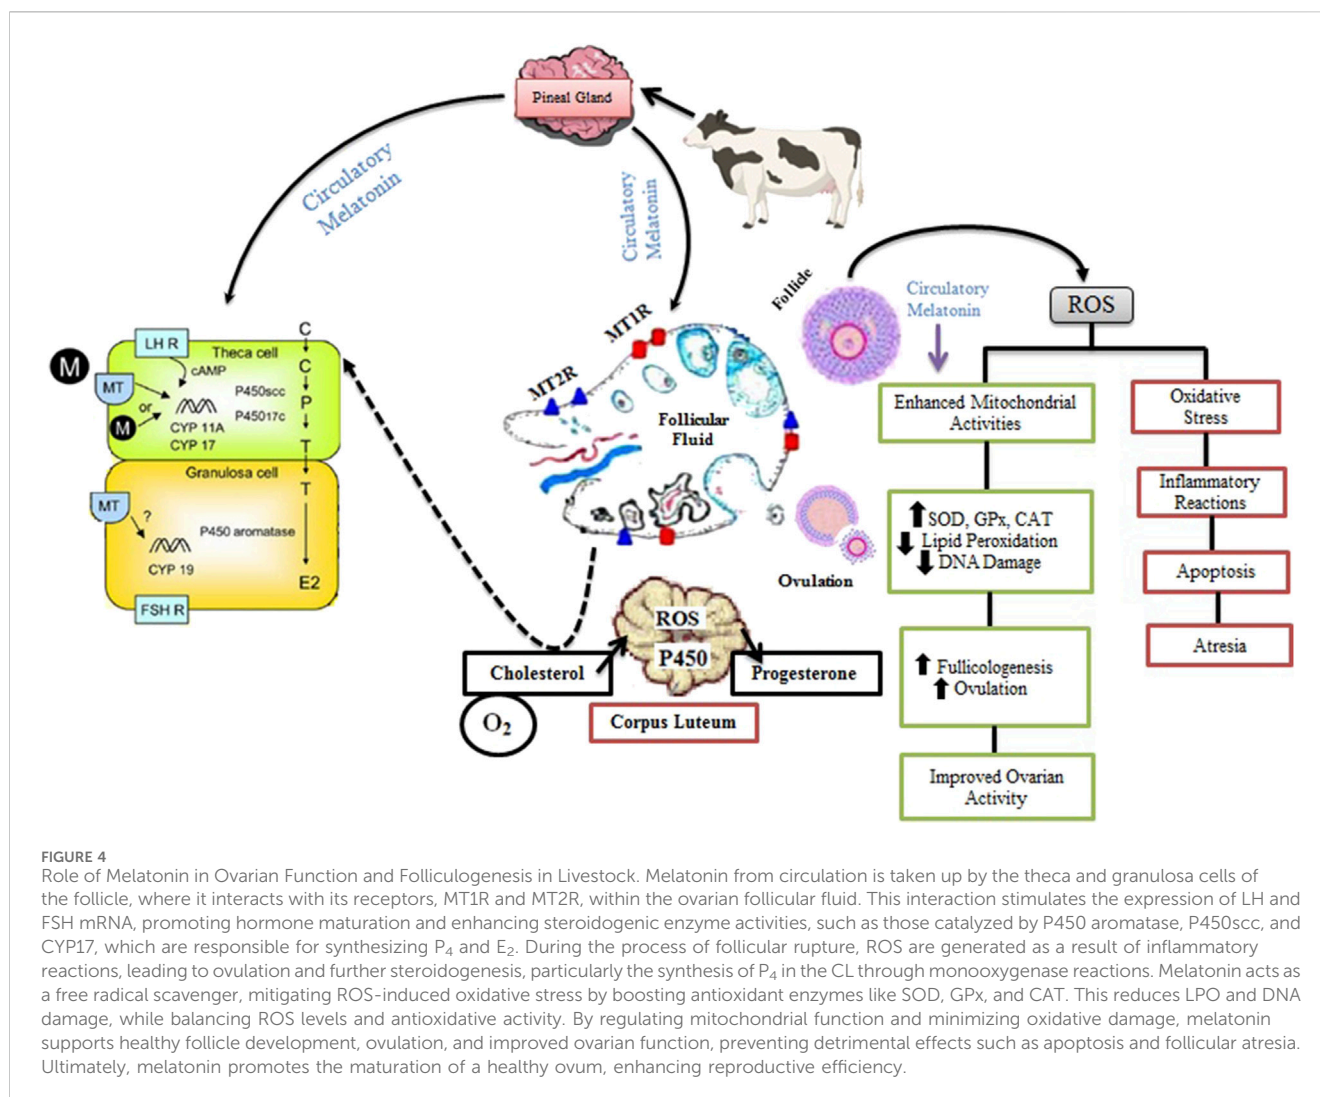 Pineal Gland
Circulatory
Melatonin
Circulatory
Melatonin
Follicle
Circulatory
Melatonin
ROS
MT1R
MT2R
Follicular
Fluid
Ovulation
M
LH R
Theca cell
cAMP
MT
or
M
CYP 11A
CYP 17
P450scc
P45017c
C
C
P
T
Granulosa cell
MT
?
CYP 19
P450 aromatase
T
E2
FSH R
Enhanced Mitochondrial
Activities
SOD, GPx, CAT
Lipid Peroxidation
DNA Damage
Fullicologenesis
Ovulation
Improved Ovarian
Activity
Oxidative
Stress
Inflammatory
Reactions
Apoptosis
Atresia
Cholesterol
O₂
ROS
P450
Progesterone
Corpus Luteum
FIGURE 4
Role of Melatonin in Ovarian Function and Folliculogenesis in Livestock. Melatonin from circulation is taken up by the theca and granulosa cells of
the follicle, where it interacts with its receptors, MT1R and MT2R, within the ovarian follicular fluid. This interaction stimulates the expression of LH and
FSH mRNA, promoting hormone maturation and enhancing steroidogenic enzyme activities, such as those catalyzed by P450 aromatase, P450scc, and
CYP17, which are responsible for synthesizing P₄ and E₂. During the process of follicular rupture, ROS are generated as a result of inflammatory
reactions, leading to ovulation and further steroidogenesis, particularly the synthesis of P₄ in the CL through monooxygenase reactions. Melatonin acts as
a free radical scavenger, mitigating ROS-induced oxidative stress by boosting antioxidant enzymes like SOD, GPx, and CAT. This reduces LPO and DNA
damage, while balancing ROS levels and antioxidative activity. By regulating mitochondrial function and minimizing oxidative damage, melatonin
supports healthy follicle development, ovulation, and improved ovarian function, preventing detrimental effects such as apoptosis and follicular atresia.
Ultimately, melatonin promotes the maturation of a healthy ovum, enhancing reproductive efficiency.